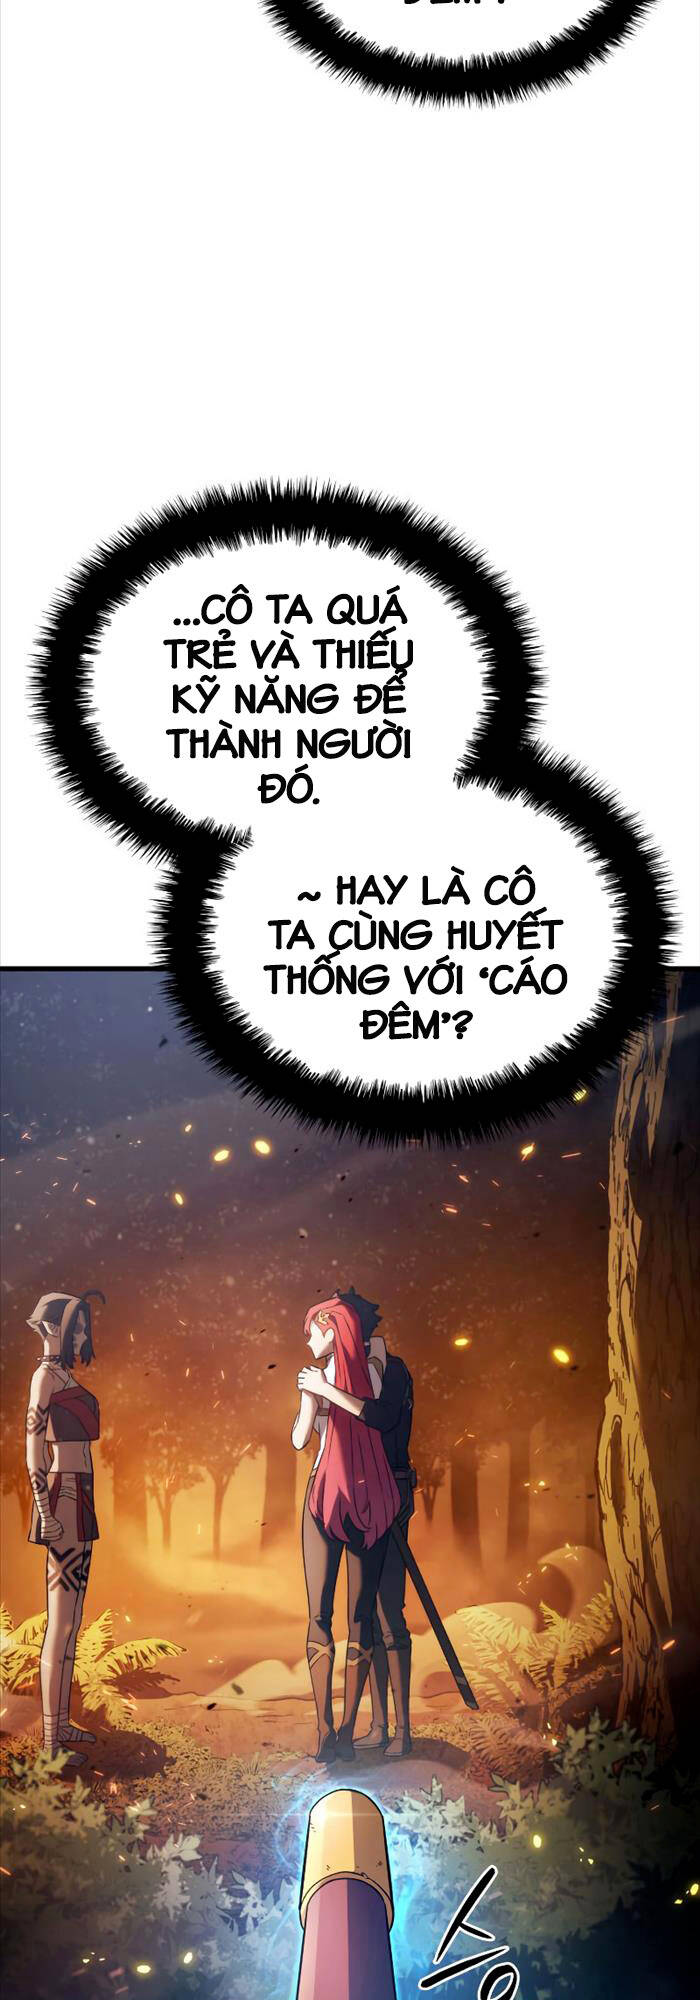 ...CÔ TA QUÁ
TRẺ VÀ THIẾU
KỸ NĂNG ĐỂ
THÀNH NGƯỜI
ĐÓ.
~ HAY LÀ CÔ
TA CÙNG HUYẾT
THỐNG VỚI ‘CÁO
ĐÊM’?
스